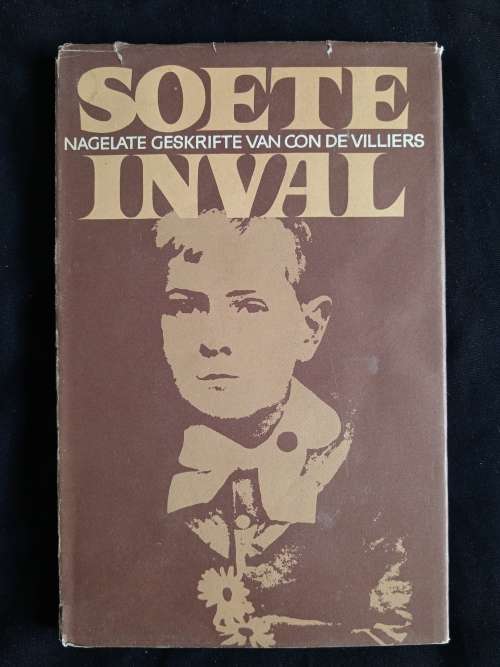 SOETE
NAGELATE GESKRIFTE VAN CON DE VILLIERS
INVAL